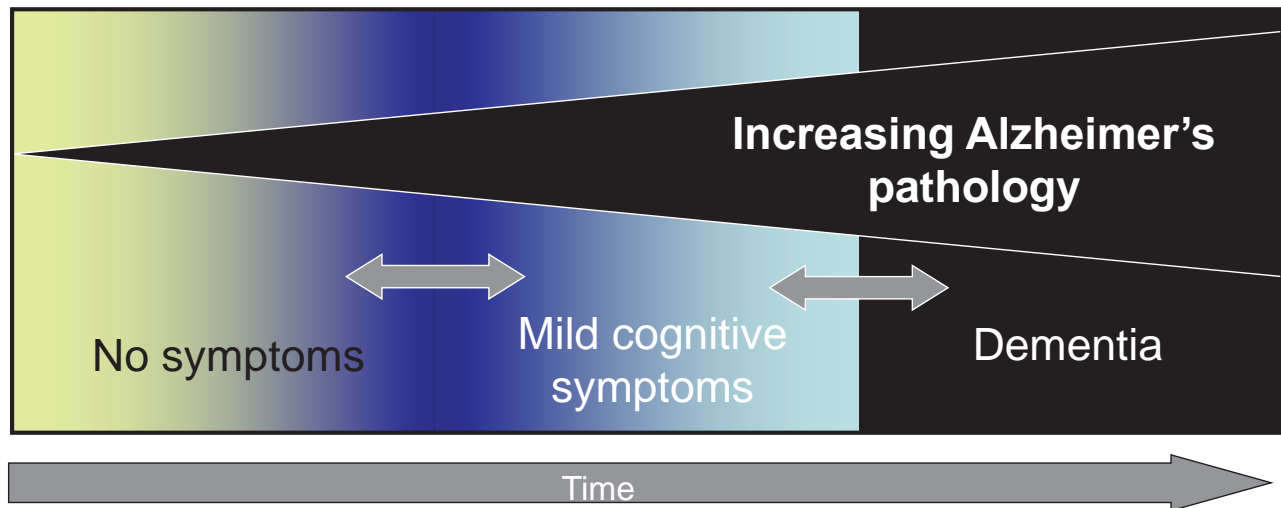 Increasing Alzheimer’s
pathology
No symptoms
Mild cognitive
symptoms
Dementia
Time